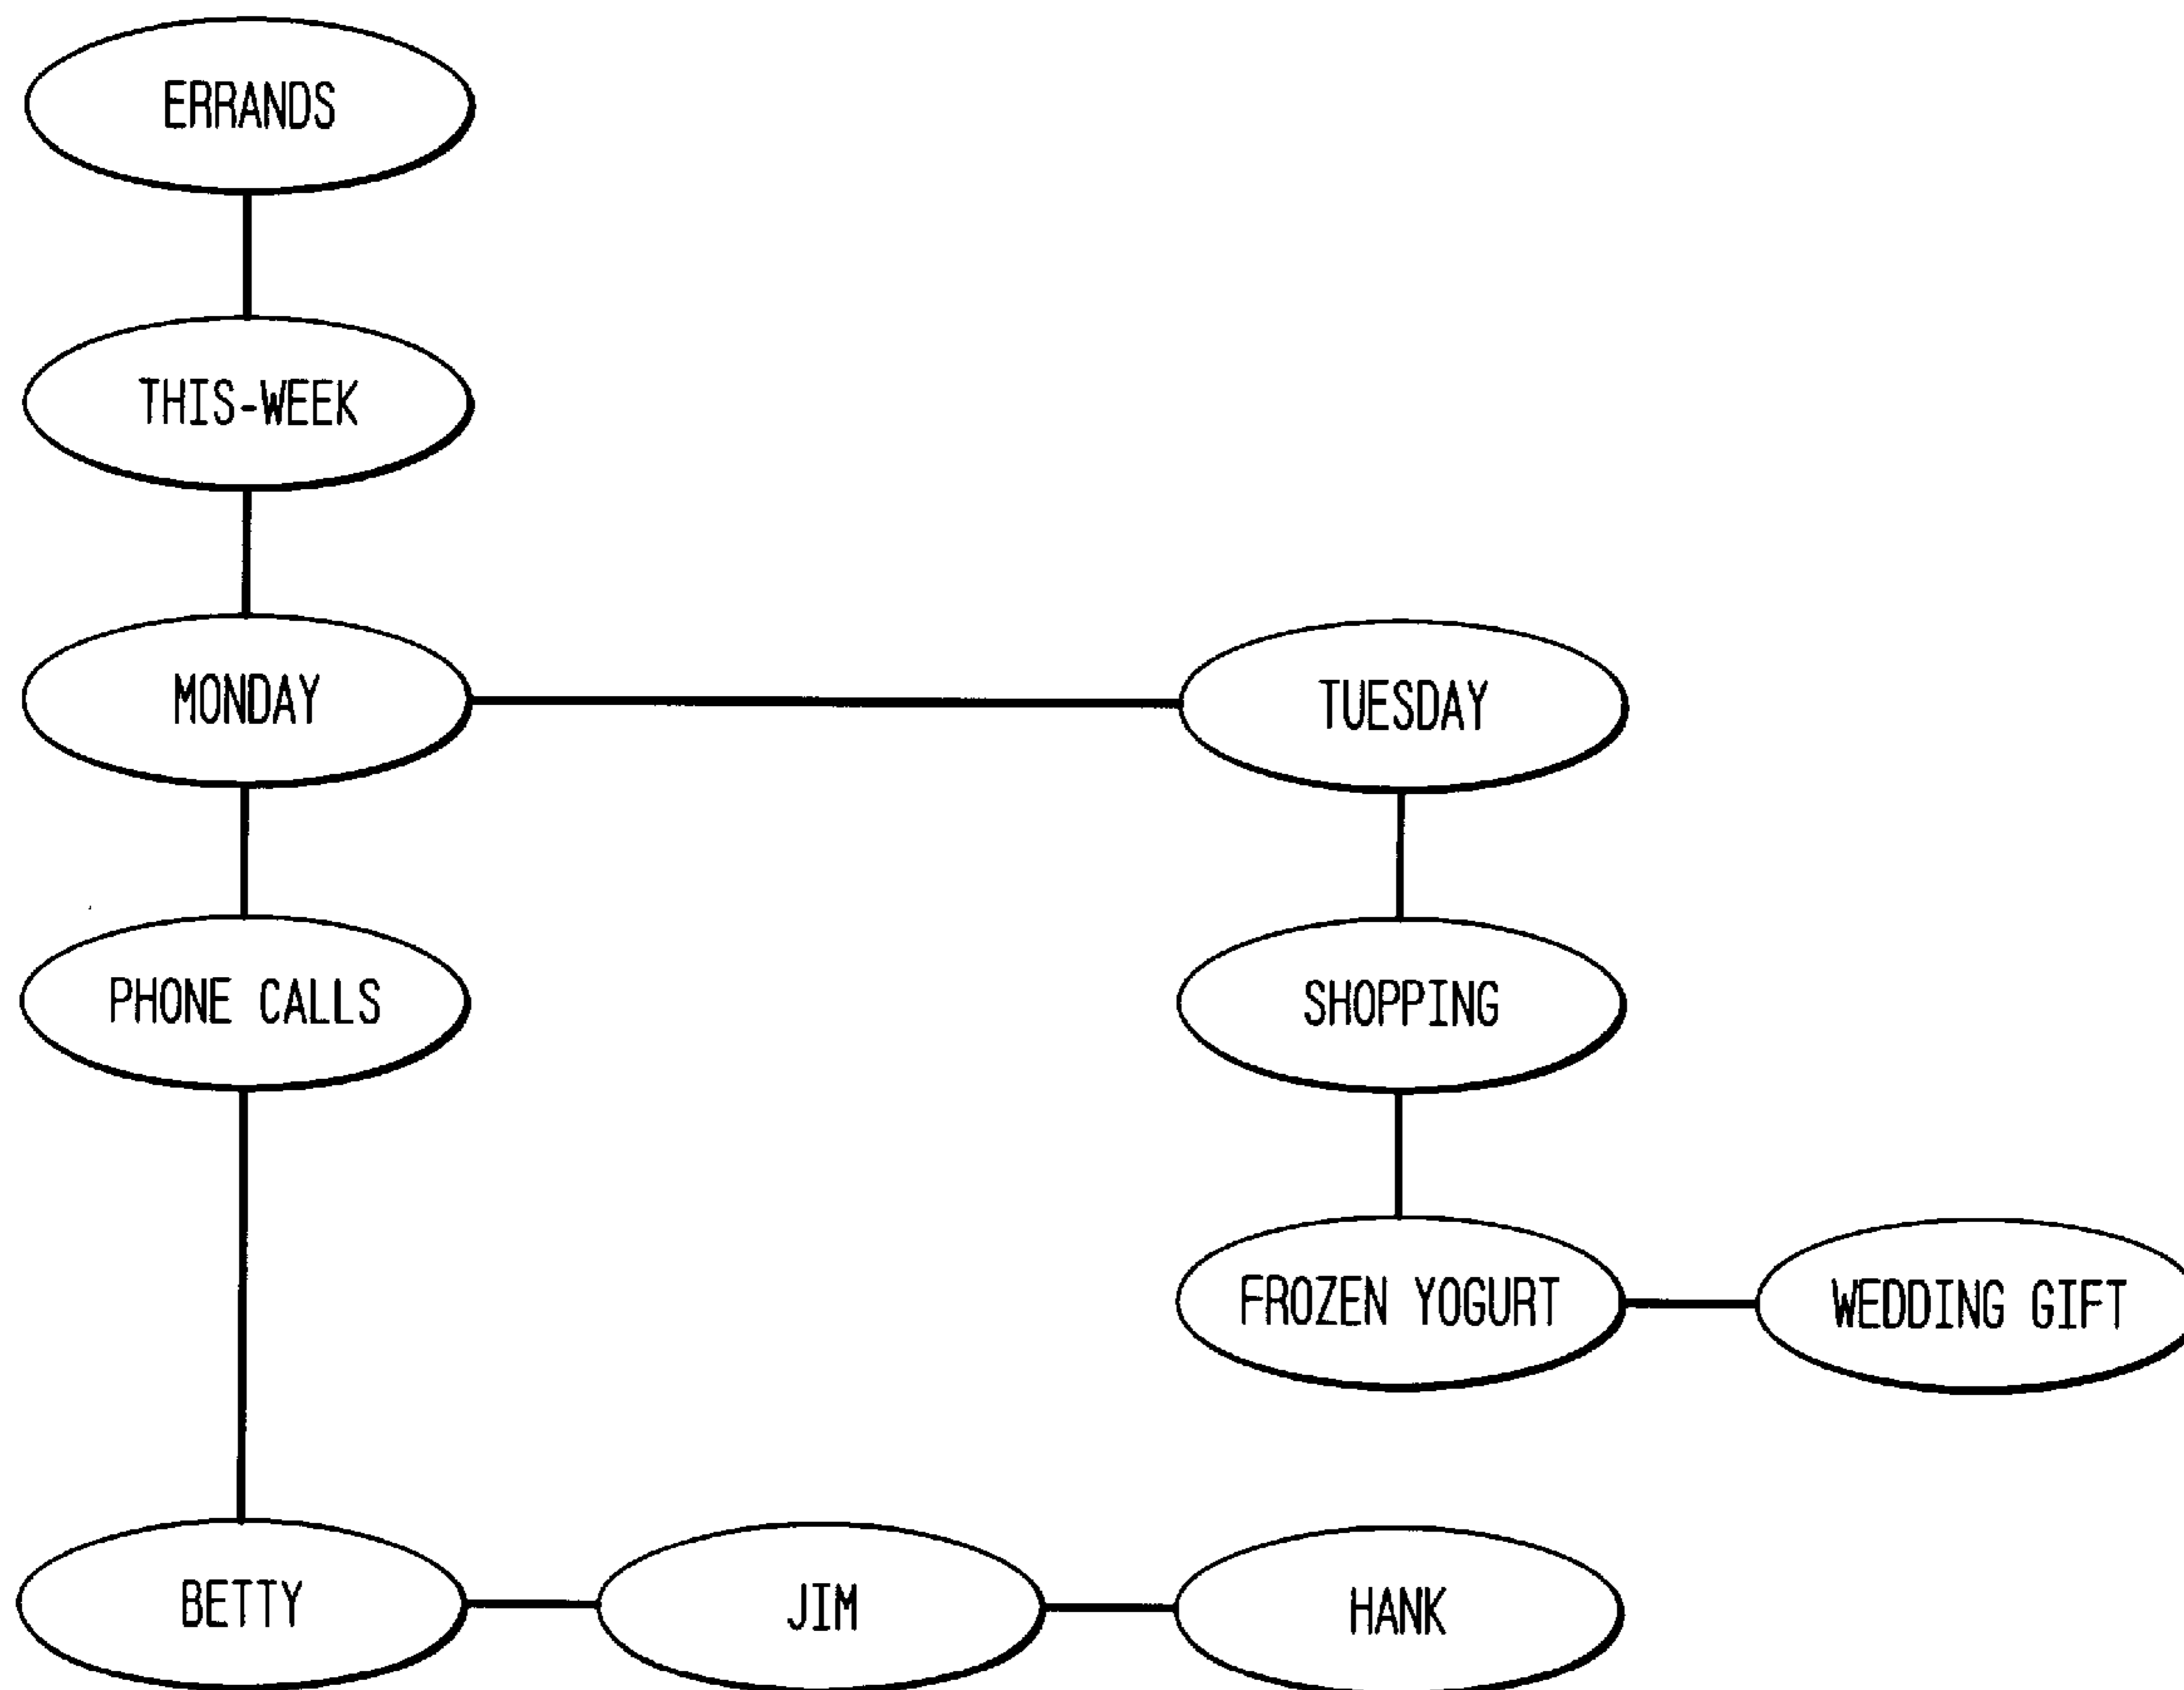 ERRANDS
THIS-WEEK
MONDAY
TUESDAY
PHONE CALLS
SHOPPING
FROZEN YOGURT
WEDDING GIFT
BETTY
JIM
HANK